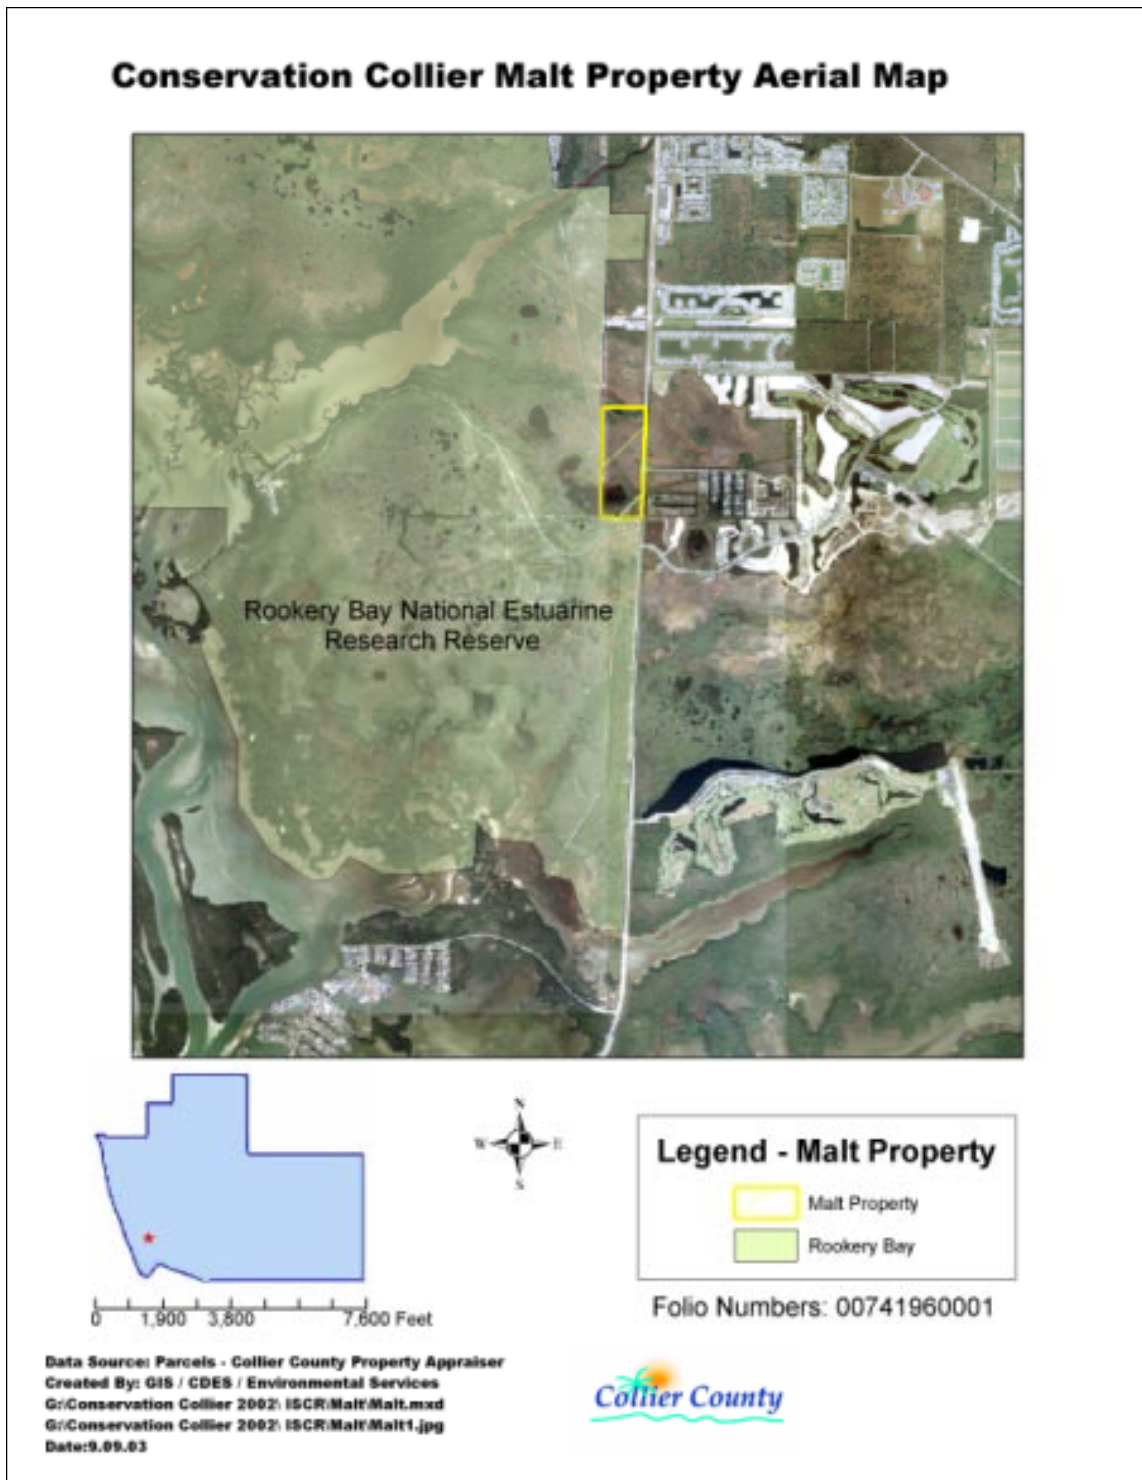 Conservation Collier Malt Property Aerial Map
Rookery Bay National Estuarine
Research Reserve
N
W E
S
Legend - Malt Property
Malt Property
Rookery Bay
0 1,900 3,800 7,600 Feet
Folio Numbers: 00741960001
Data Source: Parcels - Collier County Property Appraiser
Created By: GIS / CDES / Environmental Services
G:\Conservation Collier 2002\ ISCR\Malt\Malt.mxd
G:\Conservation Collier 2002\ ISCR\Malt\Malt1.jpg
Date:9.09.03
Collier County